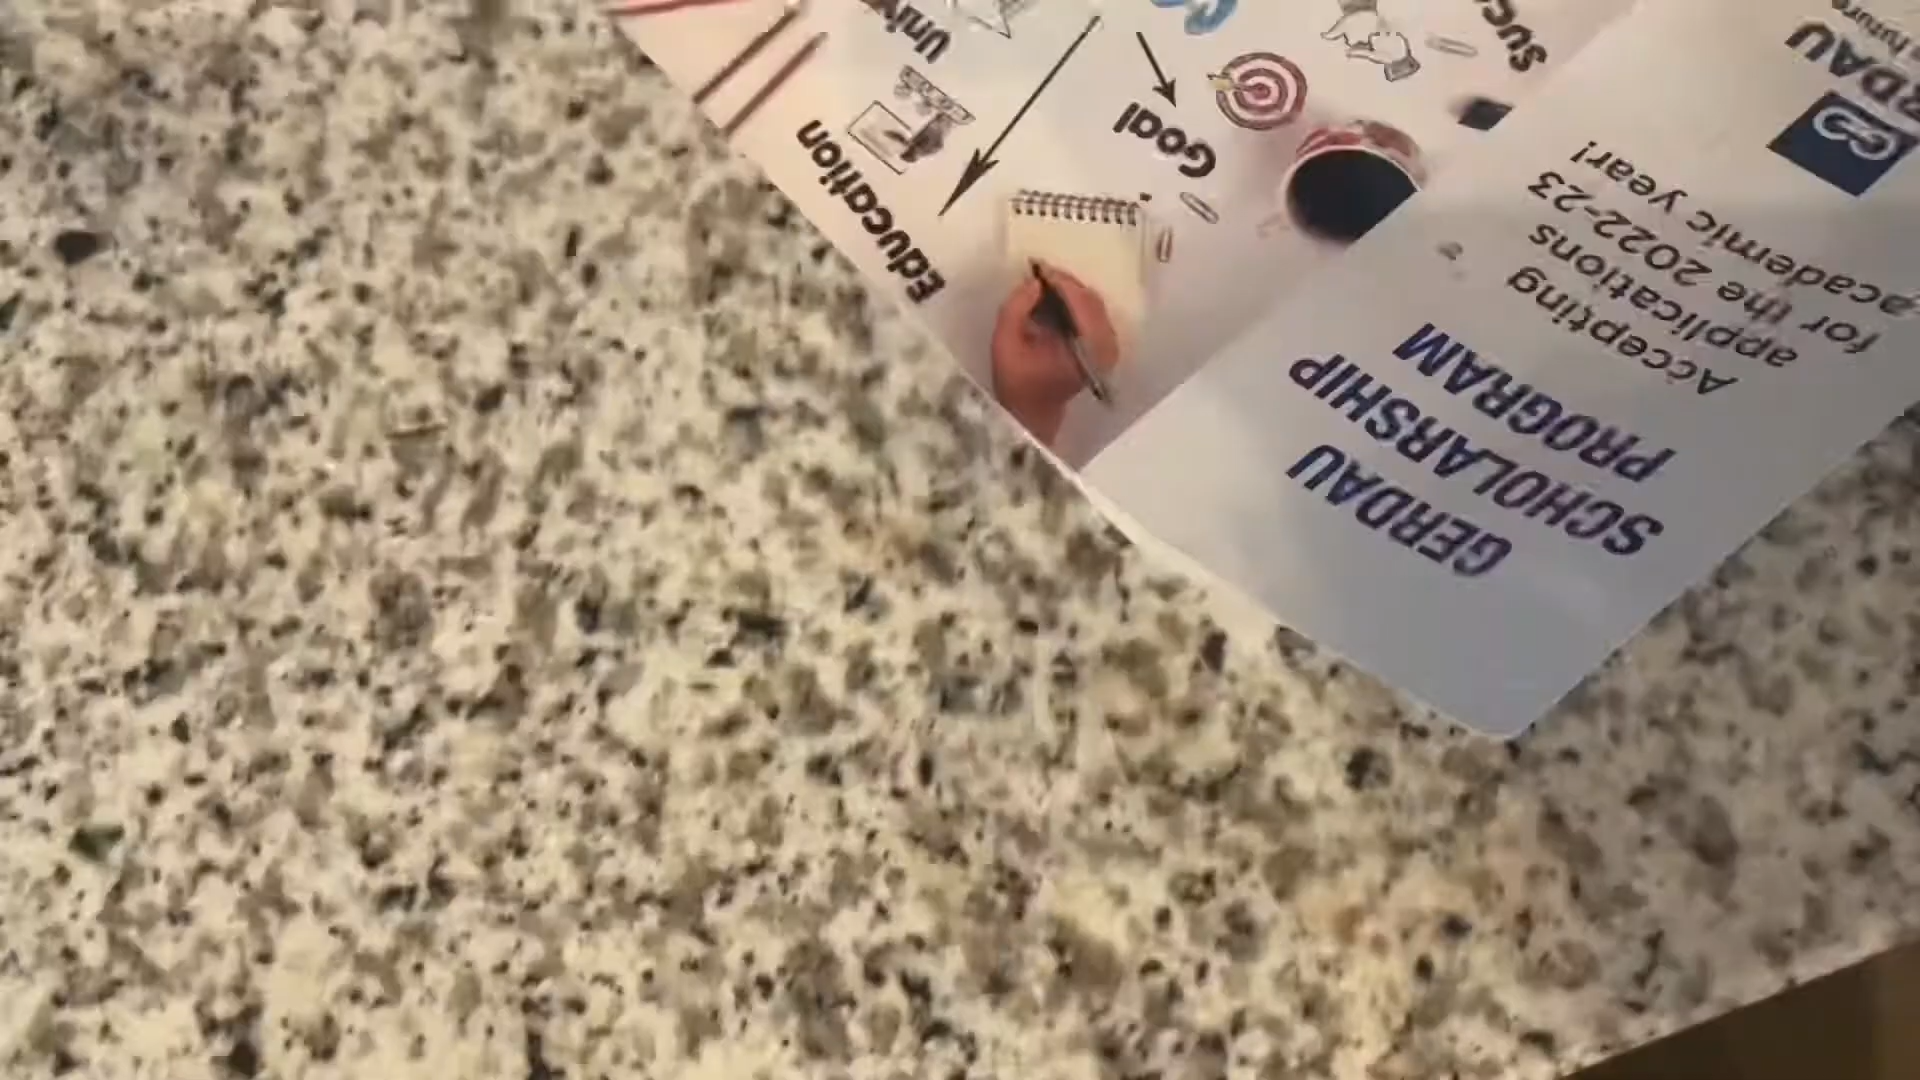 GERDAU
SCHOLARSHIP
PROGRAM
Accepting
applications
for the 2022-23
academic year!
Education
Goal